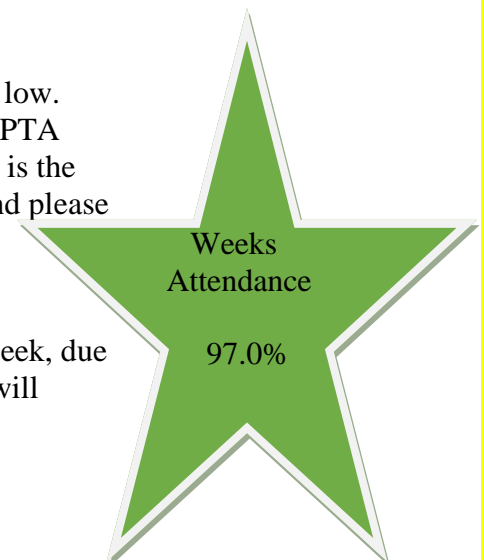 low.
PTA
is the
nd please
Weeks
Attendance
eek, due
97.0%
will